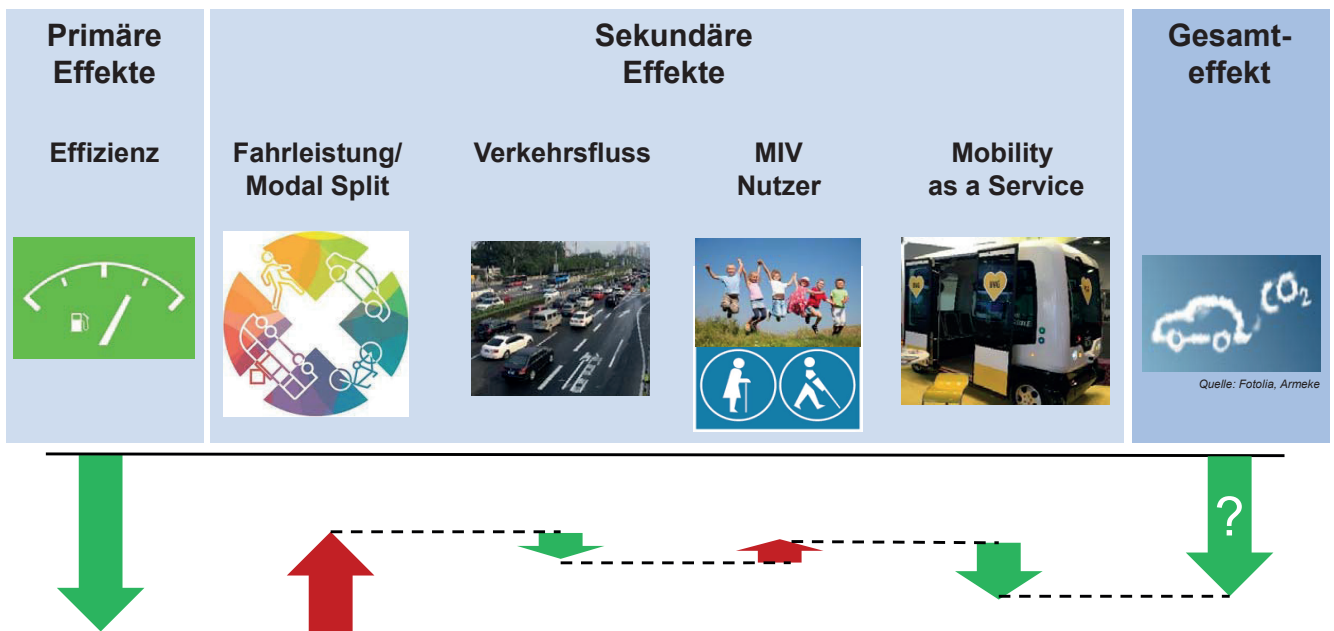 Primäre
Effekte
Sekundäre
Effekte
Gesamt-
effekt
Effizienz
Fahrleistung/
Modal Split
Verkehrsfluss
MIV
Nutzer
Mobility
as a Service
CO2
Quelle: Fotolia, Armeke
?